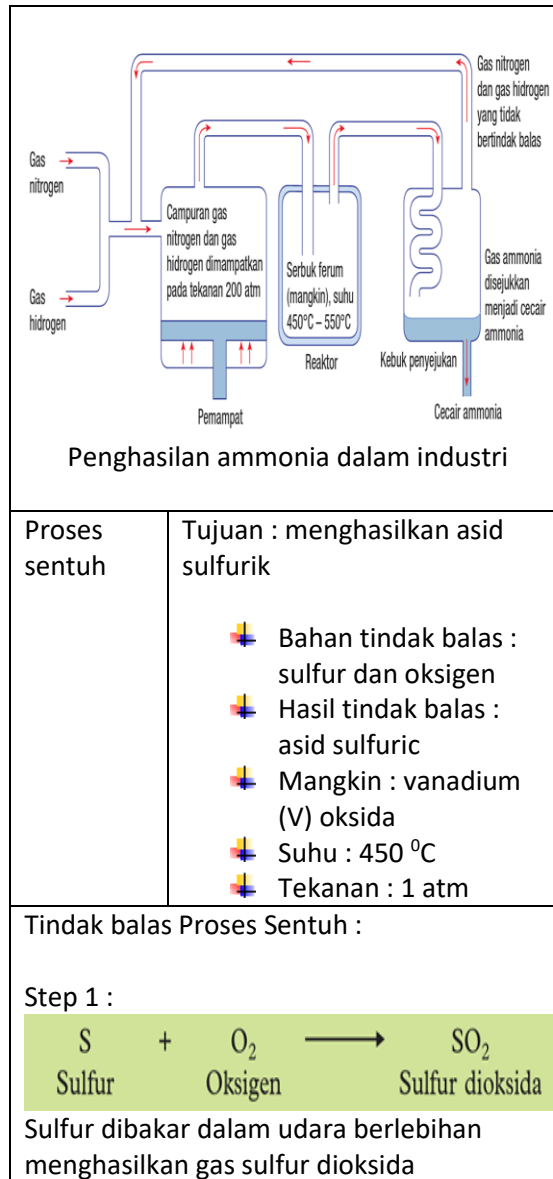 Gas nitrogen
dan gas hidrogen
yang tidak
bertindak balas
Gas
nitrogen
Gas
hidrogen
Campuran gas
nitrogen dan gas
hidrogen dimampatkan
pada tekanan 200 atm
Pemampat
Serbuk ferum
(mangkin), suhu
450°C – 550°C
Reaktor
Gas ammonia
disejukkan
menjadi cecair
ammonia
Kebuk penyejukan
Cecair ammonia
Penghasilan ammonia dalam industri
Proses
sentuh
Tujuan : menghasilkan asid
sulfurik
Bahan tindak balas :
sulfur dan oksigen
Hasil tindak balas :
asid sulfuric
Mangkin : vanadium
(V) oksida
Suhu : 450 ⁰C
Tekanan : 1 atm
Tindak balas Proses Sentuh :
Step 1 :
S + O₂ ⟶ SO₂
Sulfur Oksigen Sulfur dioksida
Sulfur dibakar dalam udara berlebihan
menghasilkan gas sulfur dioksida